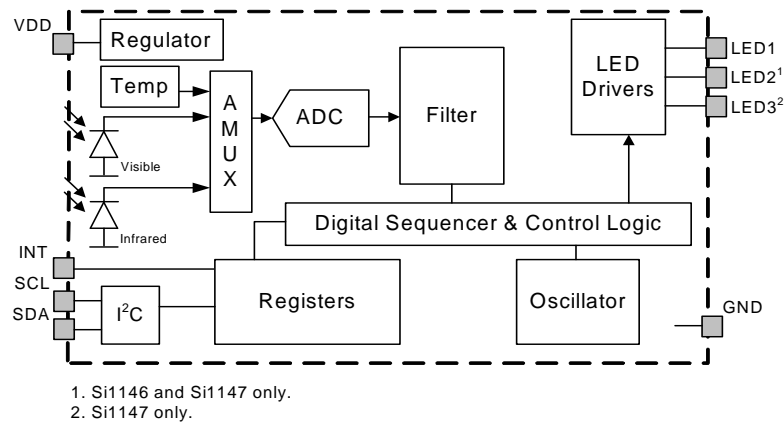 VDD
Regulator
LED1
LED2¹
LED3²
LED
Drivers
Temp
A
M
U
X
ADC
Filter
Visible
Infrared
Digital Sequencer & Control Logic
INT
SCL
SDA
I²C
Registers
Oscillator
GND
1. Si1146 and Si1147 only.
2. Si1147 only.